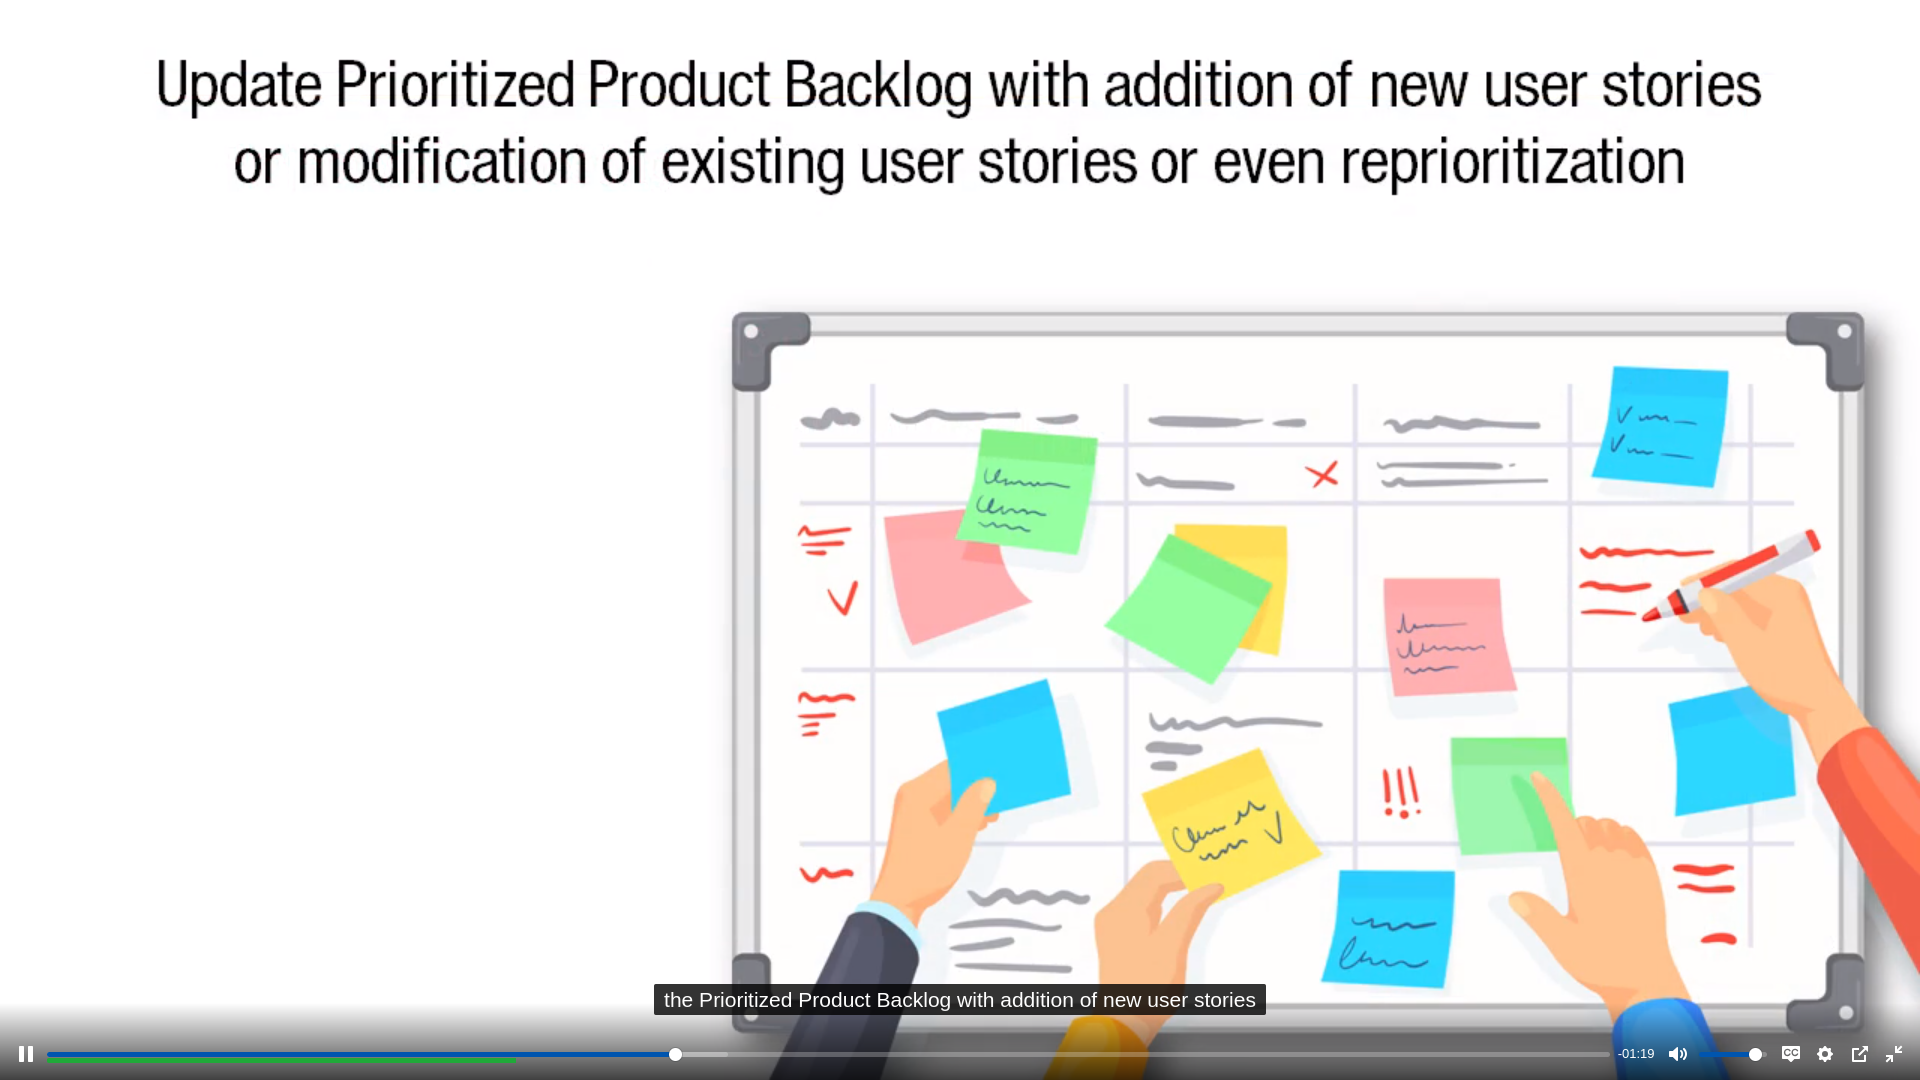 Update Prioritized Product Backlog with addition of new user stories
or modification of existing user stories or even reprioritization
the Prioritized Product Backlog with addition of new user stories
-01:19
CC